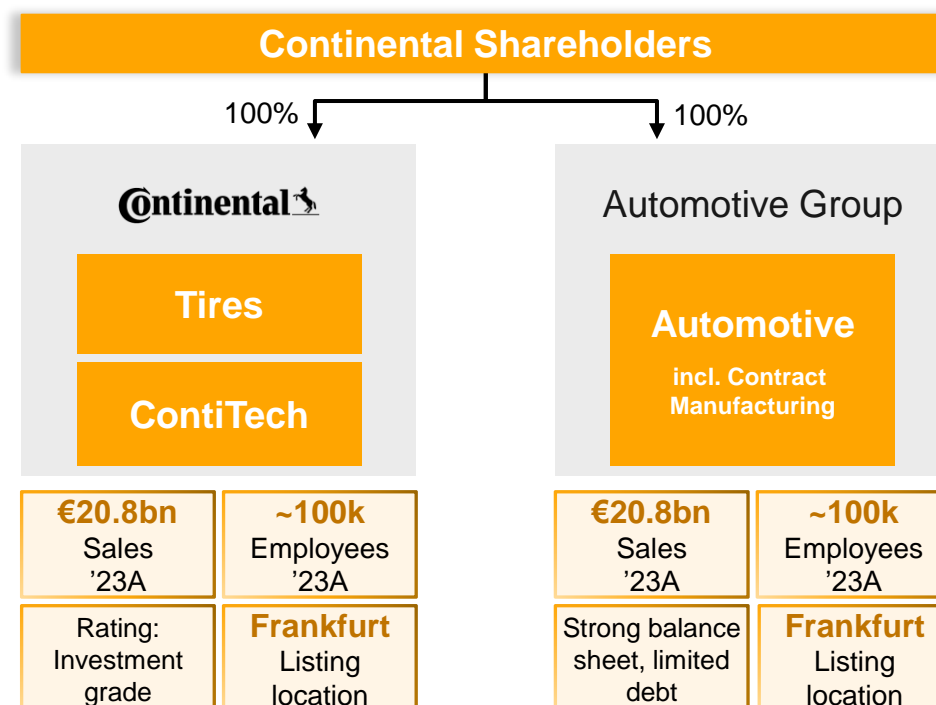 Continental Shareholders
100%
100%
Continental
Automotive Group
Tires
ContiTech
Automotive
incl. Contract
Manufacturing
€20.8bn
Sales
’23A
~100k
Employees
’23A
€20.8bn
Sales
’23A
~100k
Employees
’23A
Rating:
Investment
grade
Frankfurt
Listing
location
Strong balance
sheet, limited
debt
Frankfurt
Listing
location